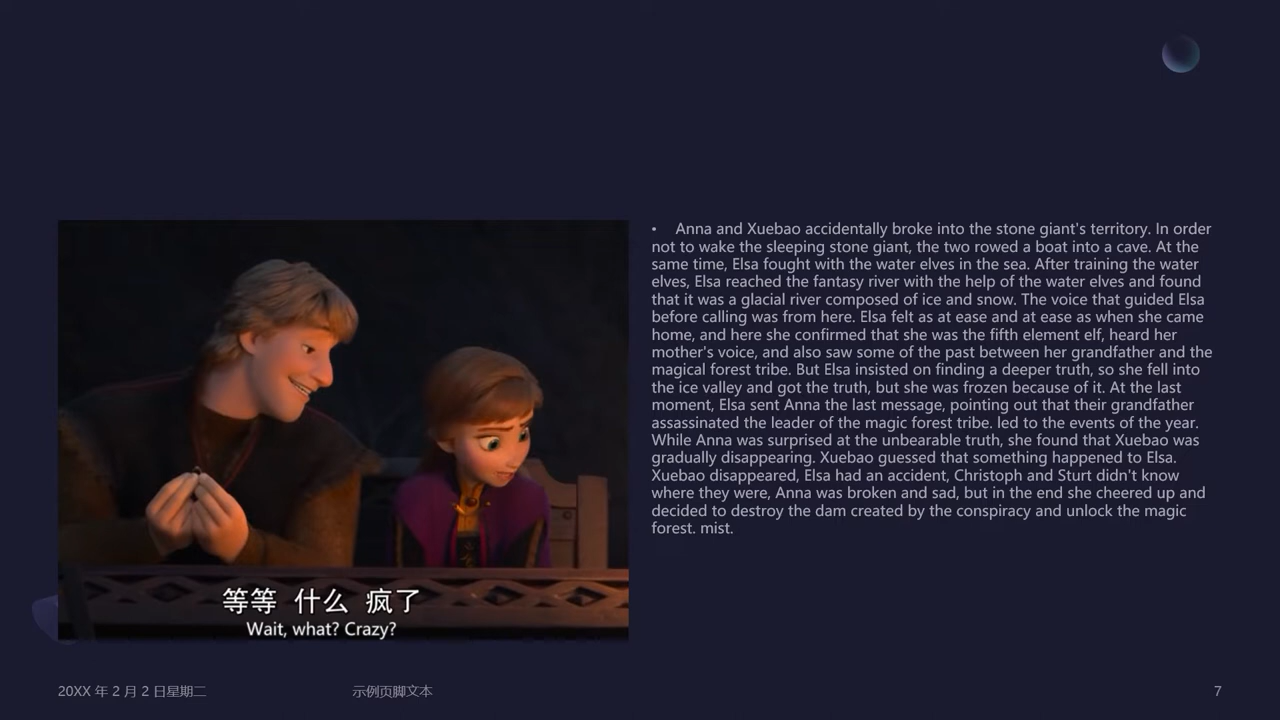 • Anna and Xuebao accidentally broke into the stone giant's territory. In order
not to wake the sleeping stone giant, the two rowed a boat into a cave. At the
same time, Elsa fought with the water elves in the sea. After training the water
elves, Elsa reached the fantasy river with the help of the water elves and found
that it was a glacial river composed of ice and snow. The voice that guided Elsa
before calling was from here. Elsa felt as at ease and at ease as when she came
home, and here she confirmed that she was the fifth element elf, heard her
mother's voice, and also saw some of the past between her grandfather and the
magical forest tribe. But Elsa insisted on finding a deeper truth, so she fell into
the ice valley and got the truth, but she was frozen because of it. At the last
moment, Elsa sent Anna the last message, pointing out that their grandfather
assassinated the leader of the magic forest tribe. led to the events of the year.
While Anna was surprised at the unbearable truth, she found that Xuebao was
gradually disappearing. Xuebao guessed that something happened to Elsa.
Xuebao disappeared, Elsa had an accident, Christoph and Sturt didn't know
where they were, Anna was broken and sad, but in the end she cheered up and
decided to destroy the dam created by the conspiracy and unlock the magic
forest. mist.
等等 什么 疯了
Wait, what? Crazy?
20XX 年 2 月 2 日星期二
示例页脚文本
7